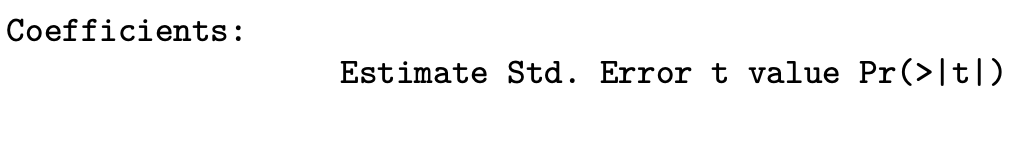 Coefficients:
Estimate Std. Error t value Pr(>|t|)